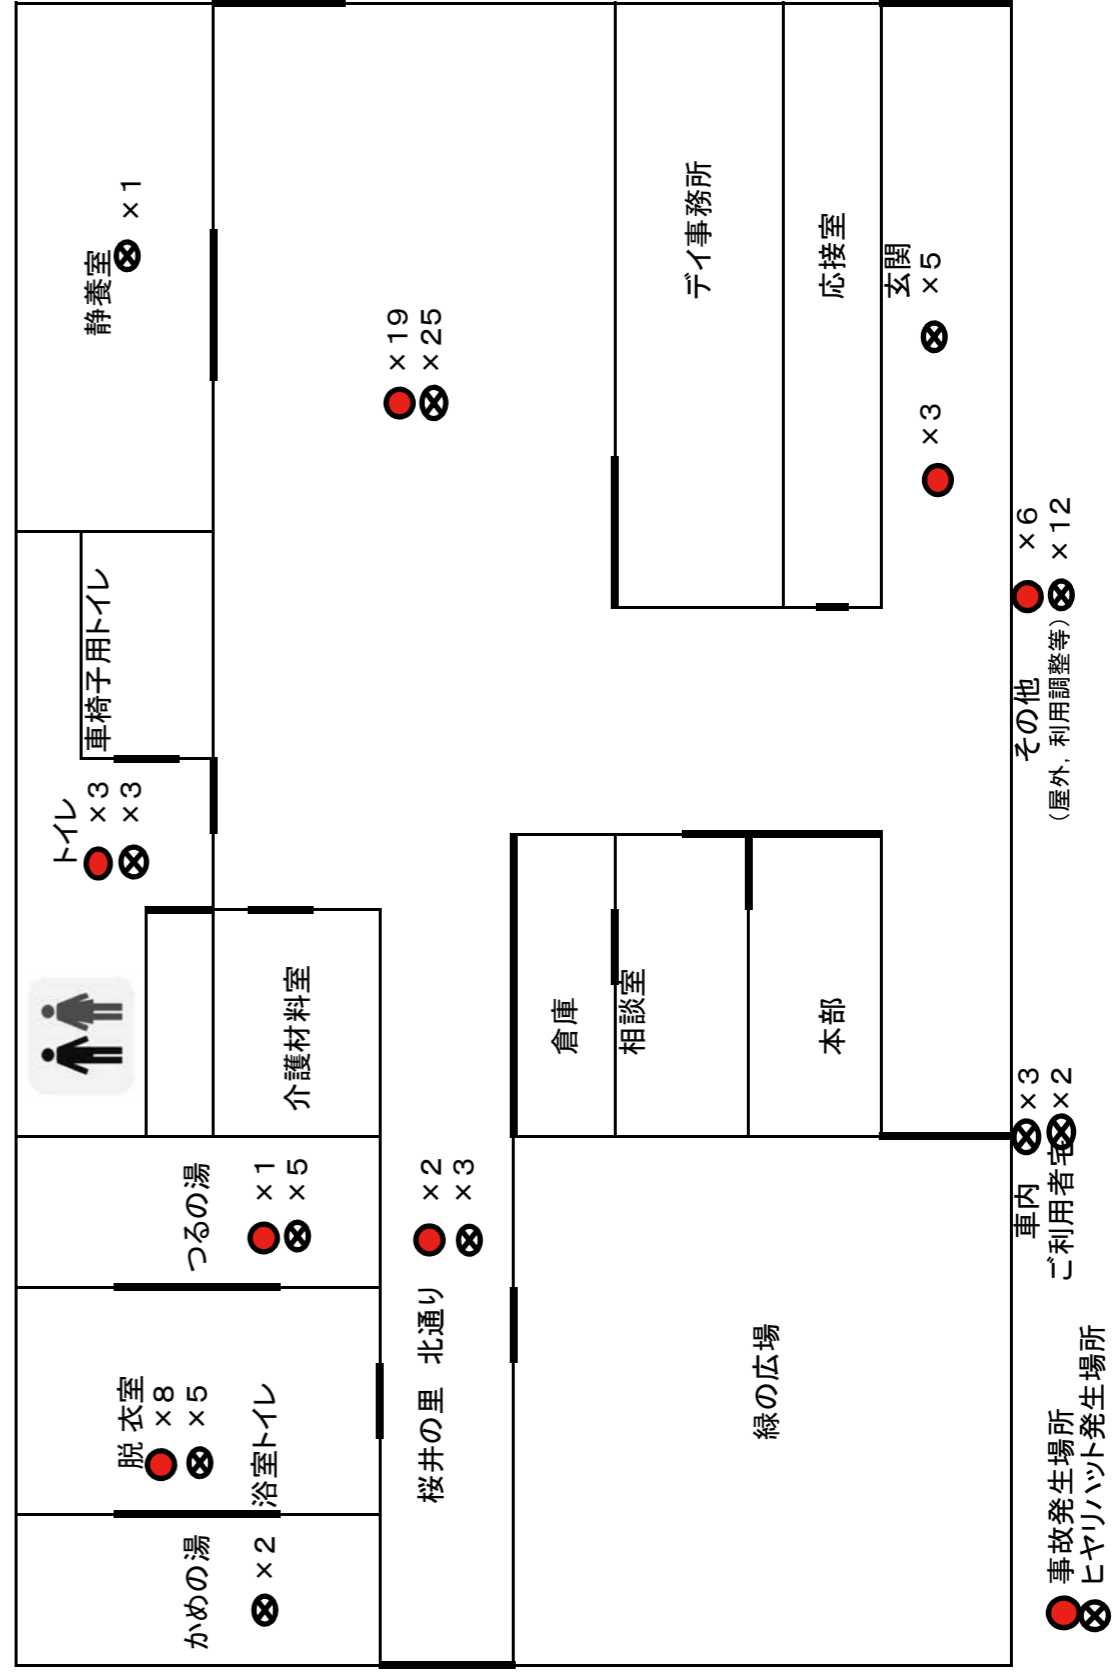 かめの湯
×2
脱 衣室
×8
×5
浴室トイレ
つるの湯
×1
×5
トイレ
×3
×3
車椅子用トイレ
静養室
×1
介護材料室
桜井の里 北通り
×2
×3
×19
×25
倉庫
相談室
本部
緑の広場
デイ事務所
応接室
玄関
×3
×5
車内 ×3
ご利用者宅×2
その他 ×6
（屋外，利用調整等） ×12
事故発生場所
ヒヤリハット発生場所